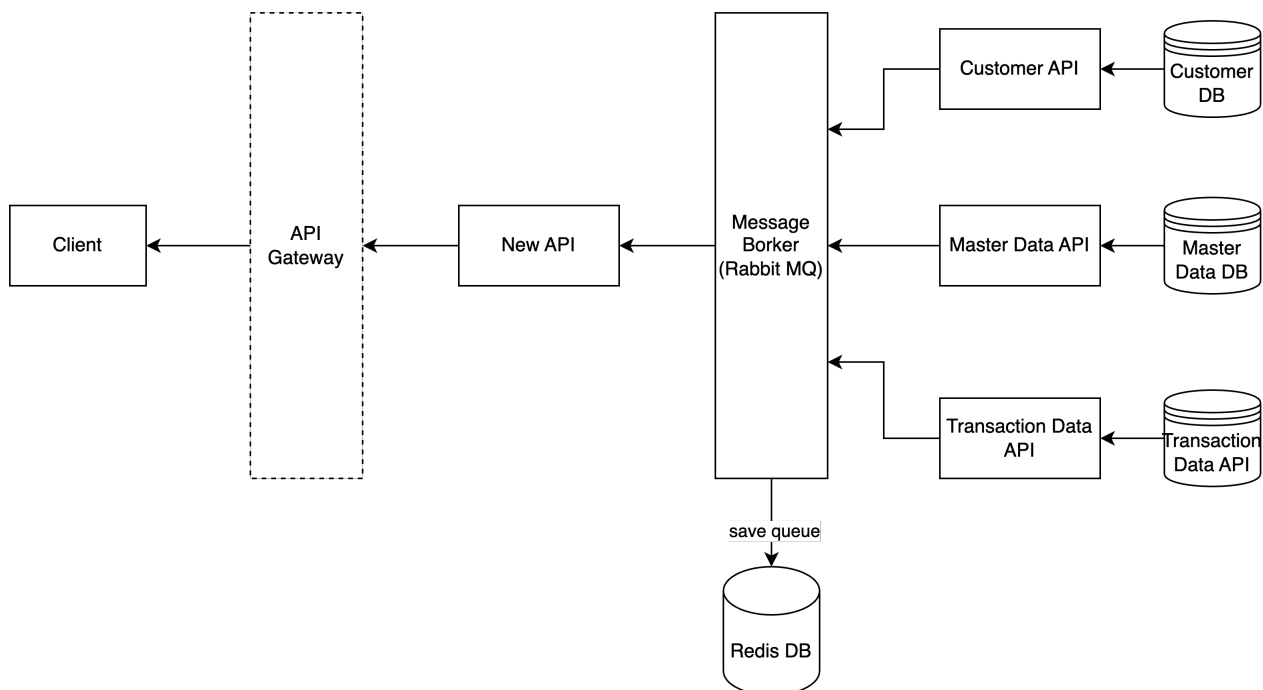 Client
API
Gateway
New API
Message
Borker
(Rabbit MQ)
Customer API
Customer
DB
Master Data API
Master
Data DB
Transaction Data
API
Transaction
Data API
save queue
Redis DB